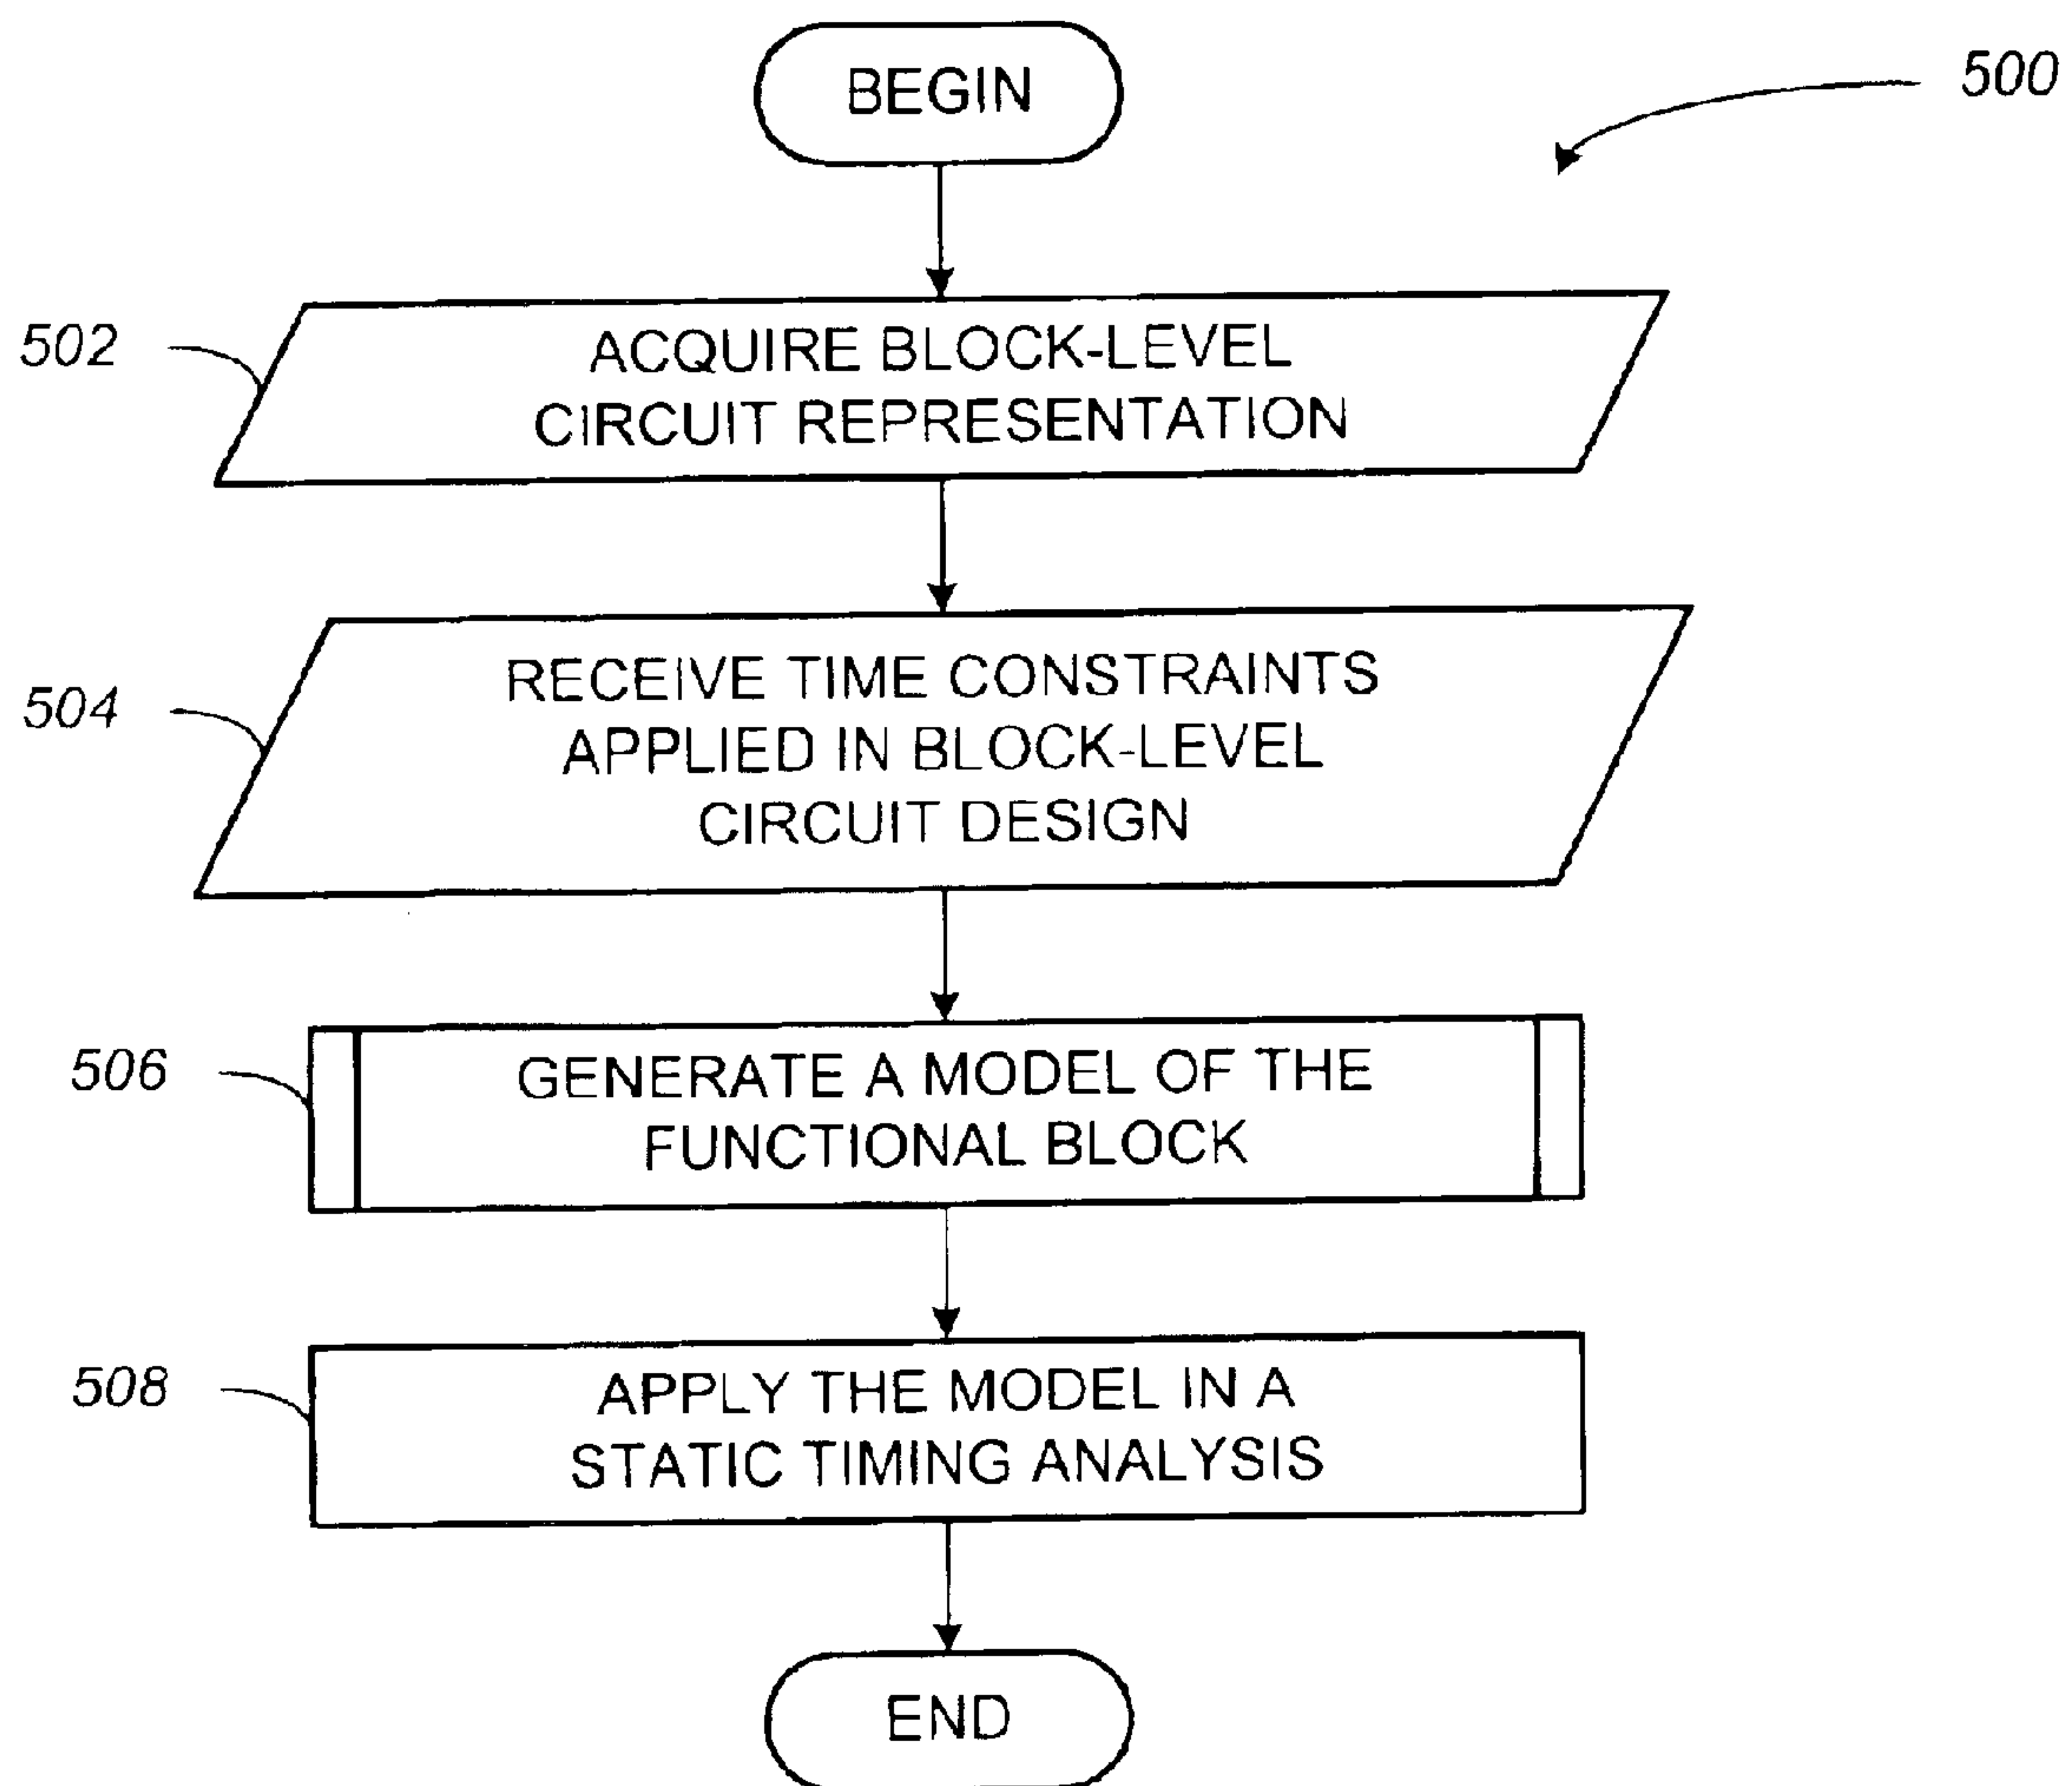 BEGIN
500
502
ACQUIRE BLOCK-LEVEL
CIRCUIT REPRESENTATION
504
RECEIVE TIME CONSTRAINTS
APPLIED IN BLOCK-LEVEL
CIRCUIT DESIGN
506
GENERATE A MODEL OF THE
FUNCTIONAL BLOCK
508
APPLY THE MODEL IN A
STATIC TIMING ANALYSIS
END